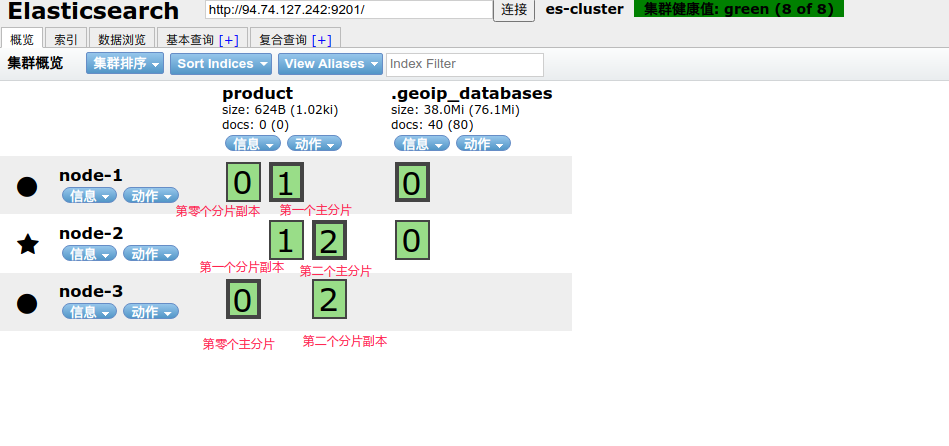 Elasticsearch http://94.74.127.242:9201/ 连接 es-cluster 集群健康值: green (8 of 8)
概览 索引 数据浏览 基本查询 [+] 复合查询 [+]
集群概览 集群排序 Sort Indices View Aliases Index Filter
product .geoip_databases
size: 624B (1.02ki) size: 38.0Mi (76.1Mi)
docs: 0 (0) docs: 40 (80)
信息 动作 信息 动作
node-1 0 1 0
信息 动作
第零个分片副本 第一个主分片
node-2 1 2 0
信息 动作
第一个分片副本 第二个主分片
node-3 0 2
信息 动作
第零个主分片 第二个分片副本